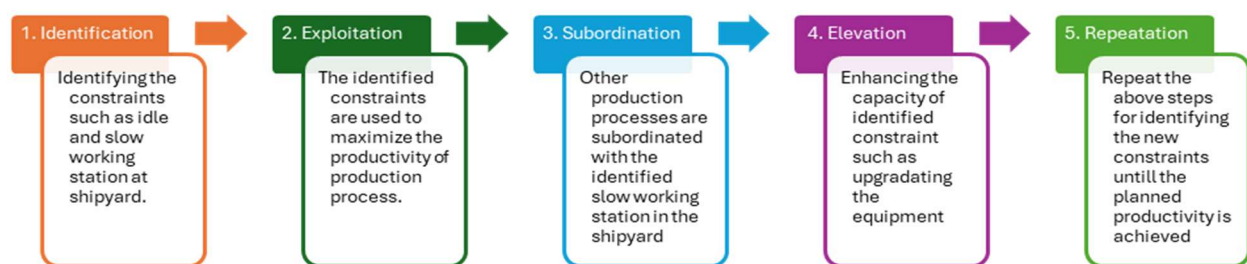 1. Identification
Identifying the
constraints
such as idle
and slow
working
station at
shipyard.
2. Exploitation
The identified
constraints
are used to
maximize the
productivity of
production
process.
3. Subordination
Other
production
processes are
subordinated
with the
identified
slow working
station in the
shipyard
4. Elevation
Enhancing the
capacity of
identified
constraint
such as
upgradating
the
equipment
5. Repeatation
Repeat the
above steps
for identifying
the new
constraints
untill the
planned
productivity is
achieved